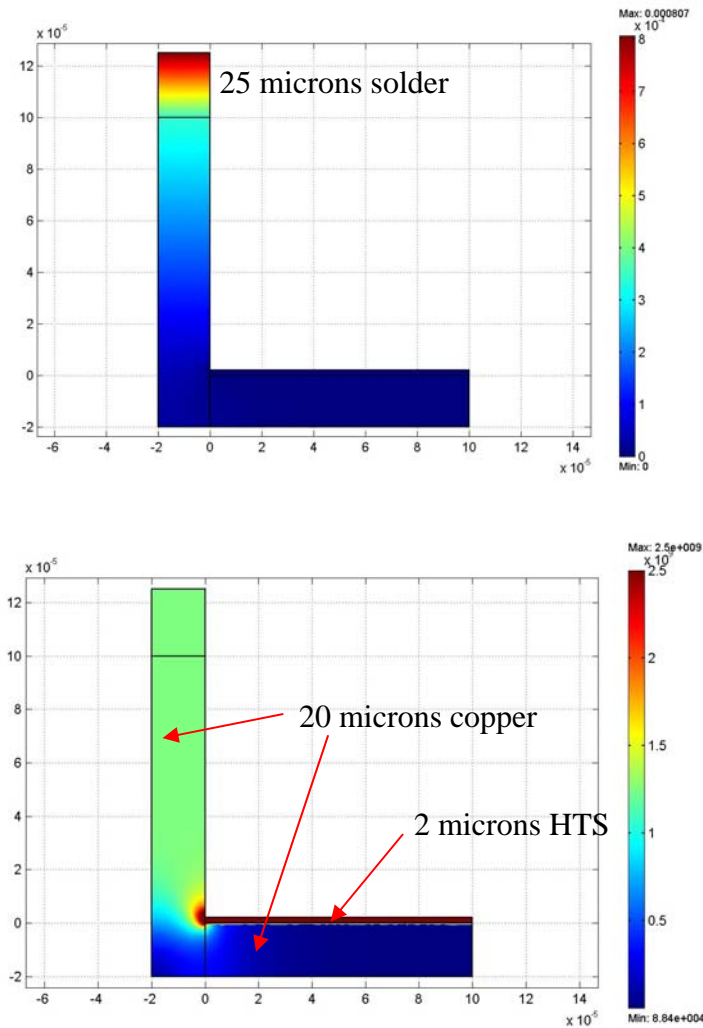 Max: 0.000807
x 10⁻⁴
x 10⁻⁵
8
12
25 microns solder
7
10
6
8
5
6
4
4
3
2
2
0
1
-2
0
-6 -4 -2 0 2 4 6 8 10 12 14
Min: 0
x 10⁻⁵
Max: 2.5e+009
x 10⁹
x 10⁻⁵
2.5
12
10
2
20 microns copper
8
6
1.5
4
2 microns HTS
1
2
0
0.5
-2
-6 -4 -2 0 2 4 6 8 10 12 14
Min: 8.84e+004
x 10⁻⁵